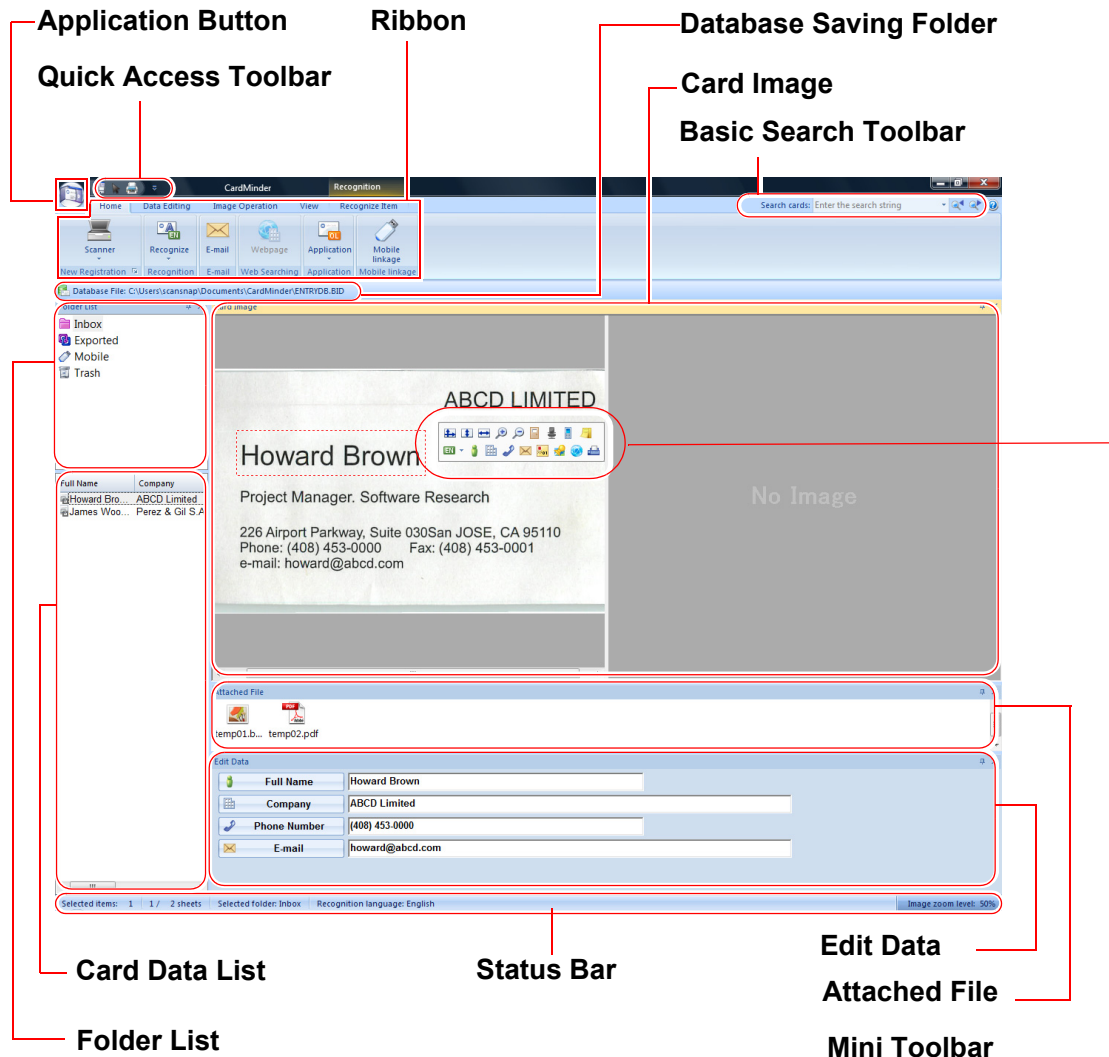 Application Button
Ribbon
Database Saving Folder
Quick Access Toolbar
Card Image
Basic Search Toolbar
CardMinder
Recognition
Home
Data Editing
Image Operation
View
Recognize Item
Search cards:
Enter the search string
Scanner
Recognize
E-mail
Webpage
Application
Mobile linkage
New Registration
Recognition
E-mail
Web Searching
Application
Mobile linkage
Database File: C:\Users\scansnap\Documents\CardMinder\ENTRYDB.BID
Folder List
Inbox
Exported
Mobile
Trash
Card Image
ABCD LIMITED
EN
Howard Brown
Project Manager. Software Research
226 Airport Parkway, Suite 030San JOSE, CA 95110
Phone: (408) 453-0000 Fax: (408) 453-0001
e-mail: howard@abcd.com
No Image
Full Name
Company
Howard Bro... ABCD Limited
James Woo... Perez & Gil S.A
Attached File
PDF
temp01.b... temp02.pdf
Edit Data
Full Name
Howard Brown
Company
ABCD Limited
Phone Number
(408) 453-0000
E-mail
howard@abcd.com
Selected items: 1
1 / 2 sheets
Selected folder: Inbox
Recognition language: English
Image zoom level: 50%
Card Data List
Status Bar
Edit Data
Attached File
Folder List
Mini Toolbar